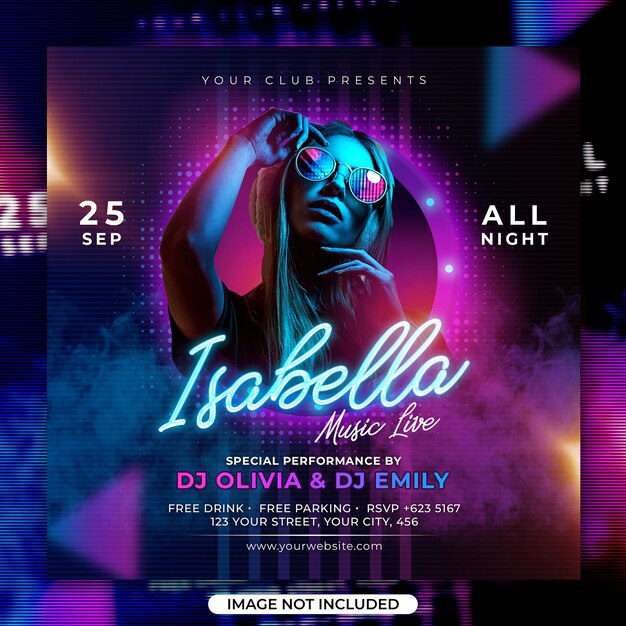 YOUR CLUB PRESENTS
25
SEP
ALL
NIGHT
Isabella
Music Live
SPECIAL PERFORMANCE BY
DJ OLIVIA & DJ EMILY
FREE DRINK • FREE PARKING • RSVP +623 5167
123 YOUR STREET, YOUR CITY, 456
www.yourwebsite.com
IMAGE NOT INCLUDED